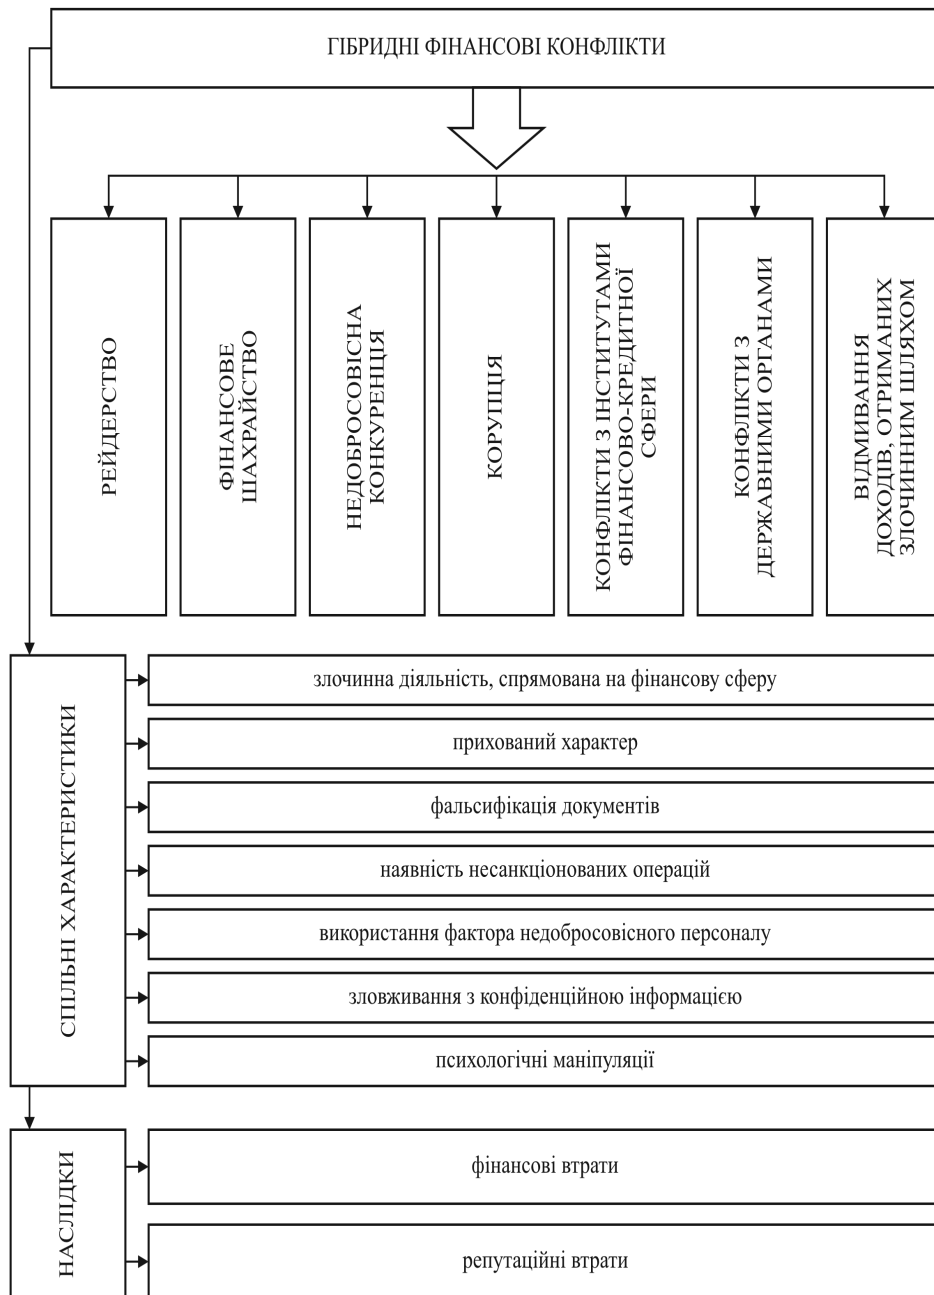 ГІБРИДНІ ФІНАНСОВІ КОНФЛІКТИ
РЕЙДЕРСТВО
ФІНАНСОВЕ
ШАХРАЙСТВО
НЕДОБРОСОВІСНА
КОНКУРЕНЦІЯ
КОРУПЦІЯ
КОНФЛІКТИ З ІНСТИТУТАМИ
ФІНАНСОВО-КРЕДИТНОЇ
СФЕРИ
КОНФЛІКТИ З
ДЕРЖАВНИМИ ОРГАНАМИ
ВІДМИВАННЯ
ДОХОДІВ, ОТРИМАНИХ
ЗЛОЧИННИМ ШЛЯХОМ
СПІЛЬНІ ХАРАКТЕРИСТИКИ
злочинна діяльність, спрямована на фінансову сферу
прихований характер
фальсифікація документів
наявність несанкціонованих операцій
використання фактора недобросовісного персоналу
зловживання з конфіденційною інформацією
психологічні маніпуляції
НАСЛІДКИ
фінансові втрати
репутаційні втрати